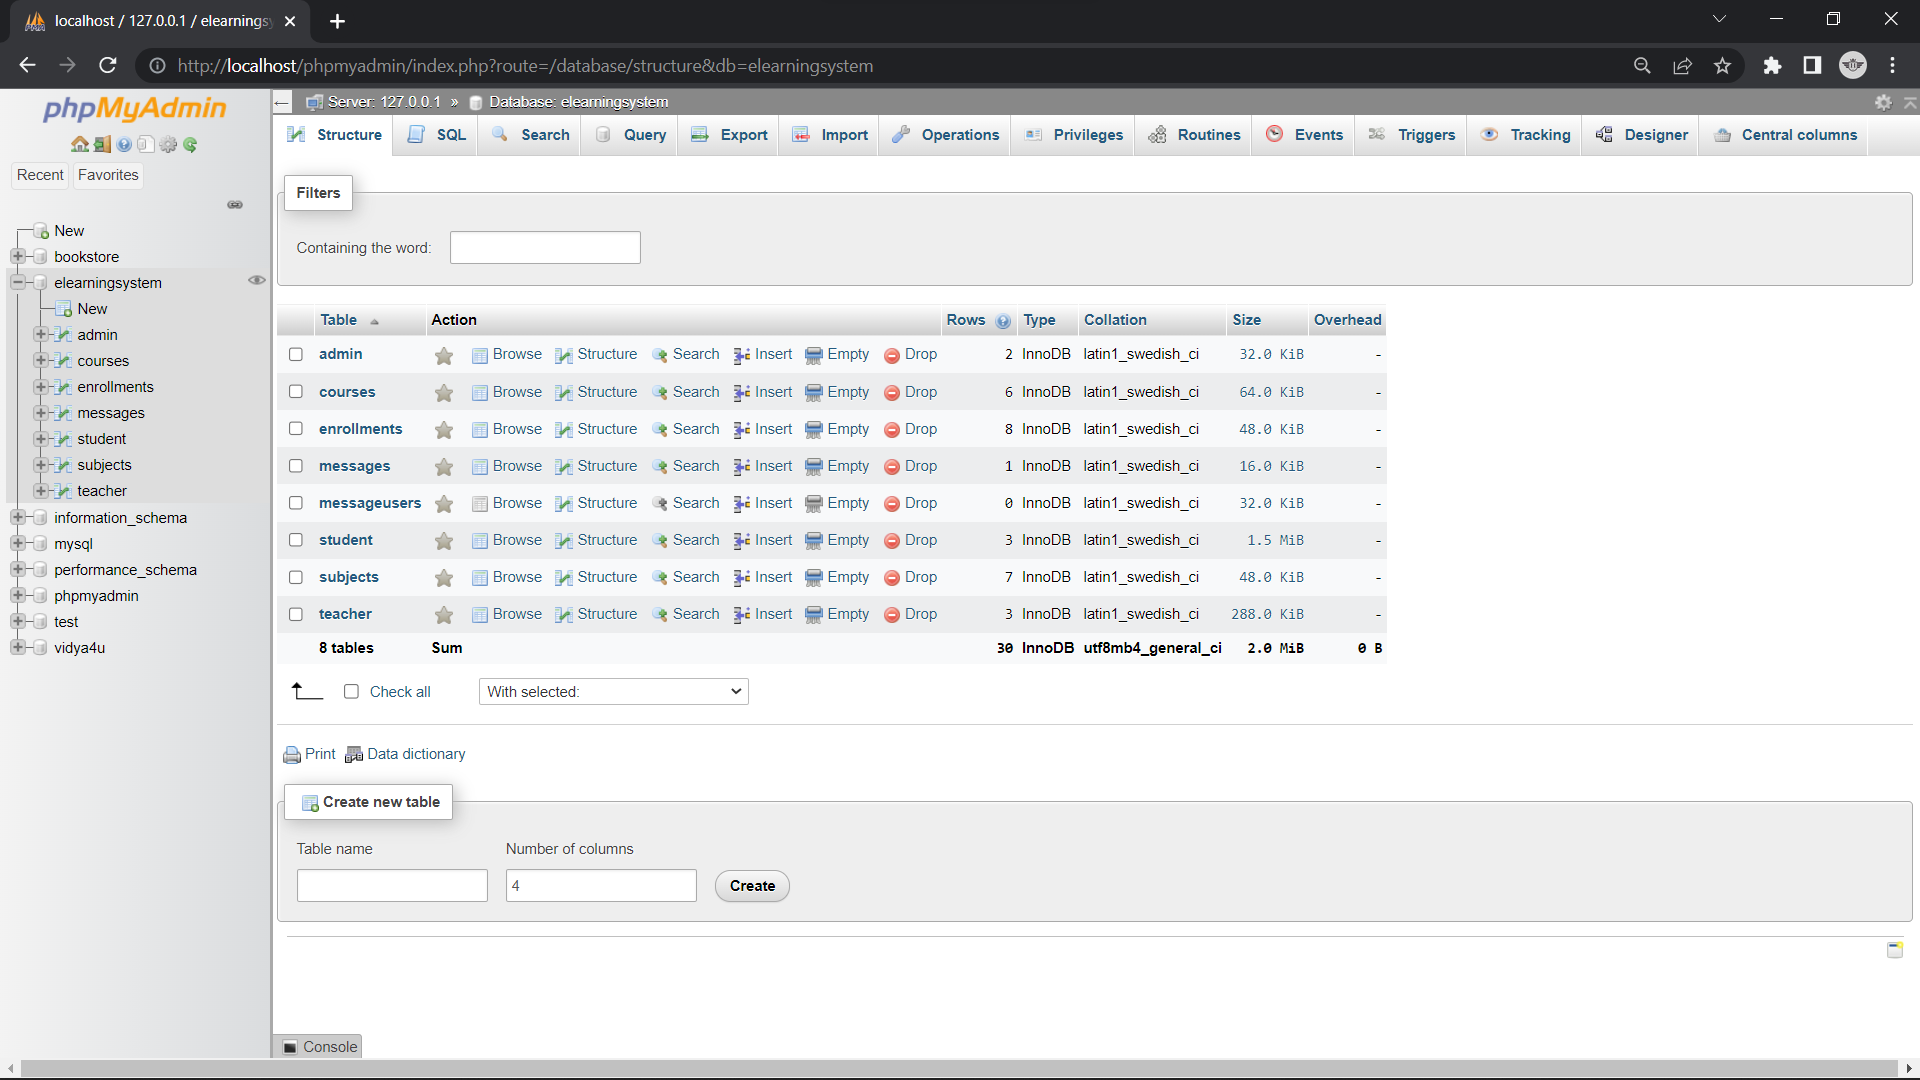 localhost / 127.0.0.1 / elearningsy
http://localhost/phpmyadmin/index.php?route=/database/structure&db=elearningsystem
phpMyAdmin
Recent Favorites
New
bookstore
elearningsystem
New
admin
courses
enrollments
messages
student
subjects
teacher
information_schema
mysql
performance_schema
phpmyadmin
test
vidya4u
Server: 127.0.0.1 » Database: elearningsystem
Structure SQL Search Query Export Import Operations Privileges Routines Events Triggers Tracking Designer Central columns
Filters
Containing the word:
Table Action Rows Type Collation Size Overhead
admin Browse Structure Search Insert Empty Drop 2 InnoDB latin1_swedish_ci 32.0 KiB -
courses Browse Structure Search Insert Empty Drop 6 InnoDB latin1_swedish_ci 64.0 KiB -
enrollments Browse Structure Search Insert Empty Drop 8 InnoDB latin1_swedish_ci 48.0 KiB -
messages Browse Structure Search Insert Empty Drop 1 InnoDB latin1_swedish_ci 16.0 KiB -
messageusers Browse Structure Search Insert Empty Drop 0 InnoDB latin1_swedish_ci 32.0 KiB -
student Browse Structure Search Insert Empty Drop 3 InnoDB latin1_swedish_ci 1.5 MiB -
subjects Browse Structure Search Insert Empty Drop 7 InnoDB latin1_swedish_ci 48.0 KiB -
teacher Browse Structure Search Insert Empty Drop 3 InnoDB latin1_swedish_ci 288.0 KiB -
8 tables Sum 30 InnoDB utf8mb4_general_ci 2.0 MiB 0 B
Check all With selected:
Print Data dictionary
Create new table
Table name Number of columns
4 Create
Console